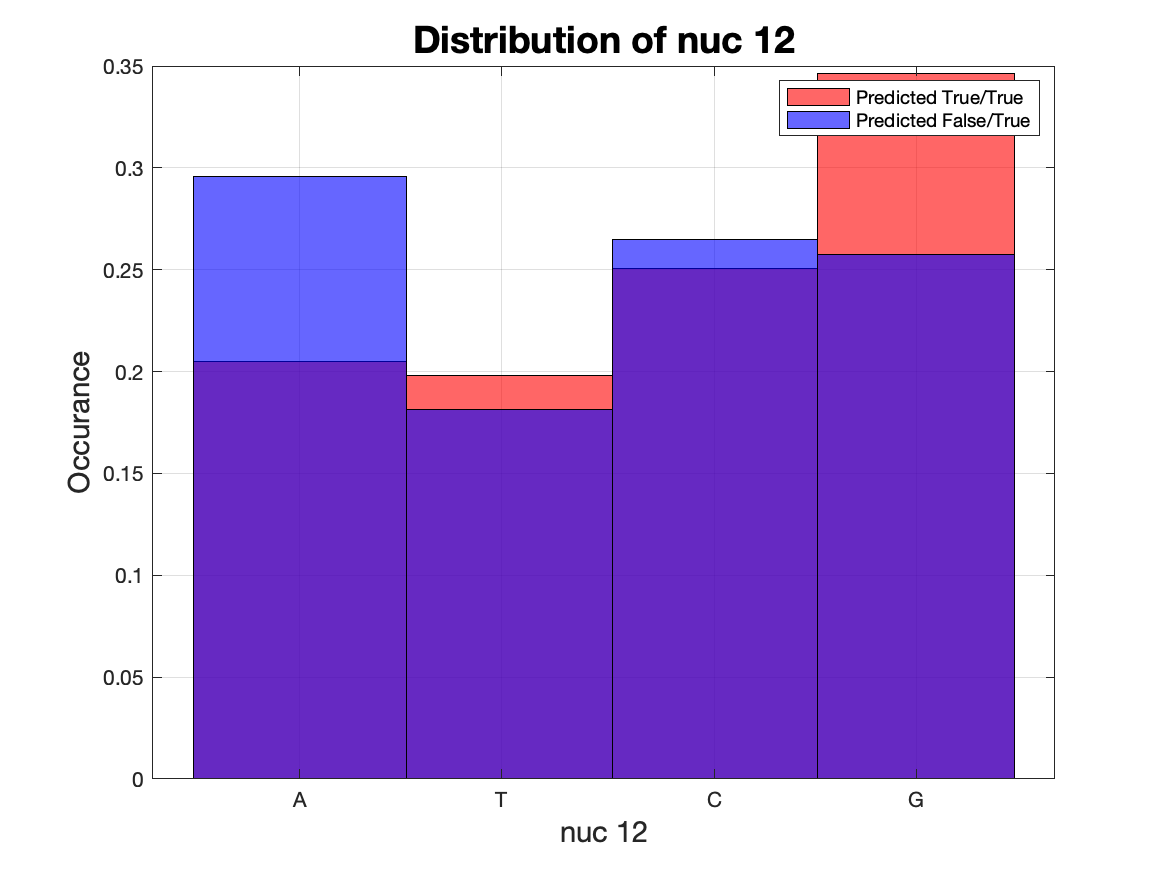 Distribution of nuc 12
Predicted True/True
Predicted False/True
Occurance
0.35
0.3
0.25
0.2
0.15
0.1
0.05
0
A T C G
nuc 12